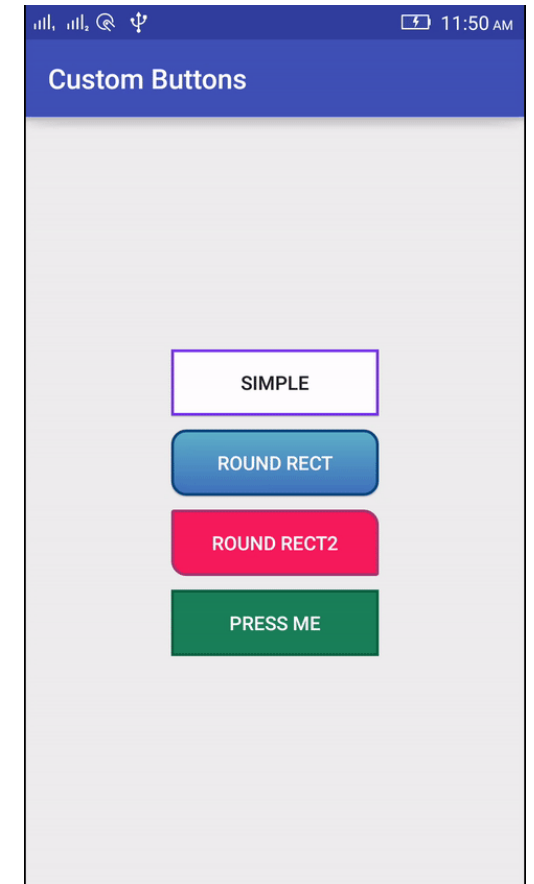 11:50 AM
Custom Buttons
SIMPLE
ROUND RECT
ROUND RECT2
PRESS ME